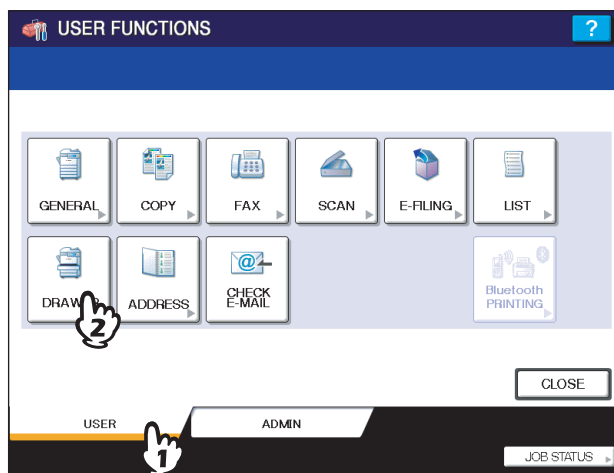 USER FUNCTIONS
?
GENERAL
COPY
FAX
SCAN
E-FILING
LIST
ADDRESS
CHECK
E-MAIL
Bluetooth
PRINTING
2
CLOSE
USER
ADMIN
1
JOB STATUS